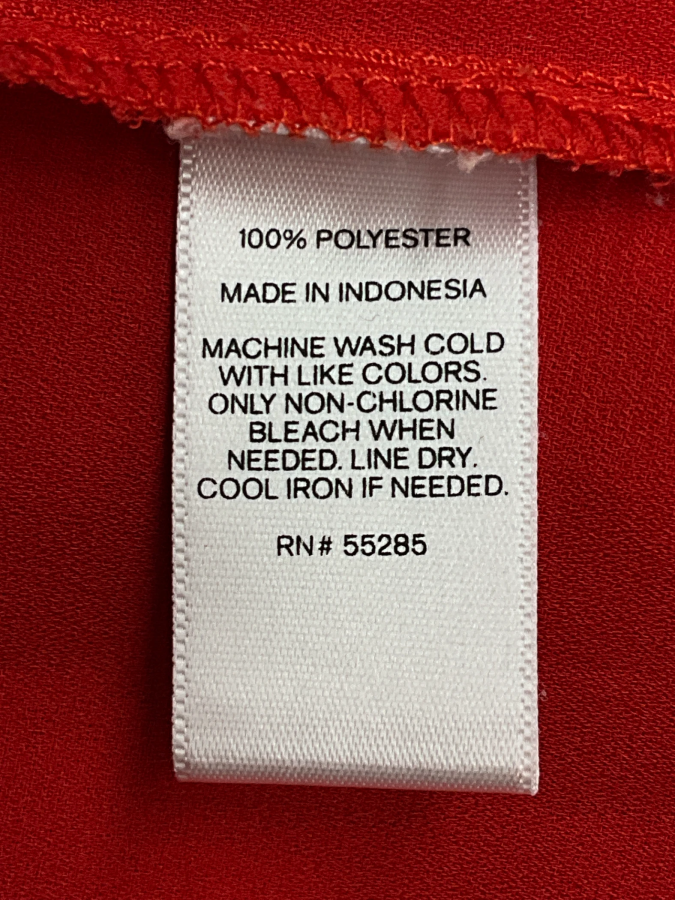 100% POLYESTER
MADE IN INDONESIA
MACHINE WASH COLD
WITH LIKE COLORS.
ONLY NON-CHLORINE
BLEACH WHEN
NEEDED. LINE DRY.
COOL IRON IF NEEDED.
RN# 55285